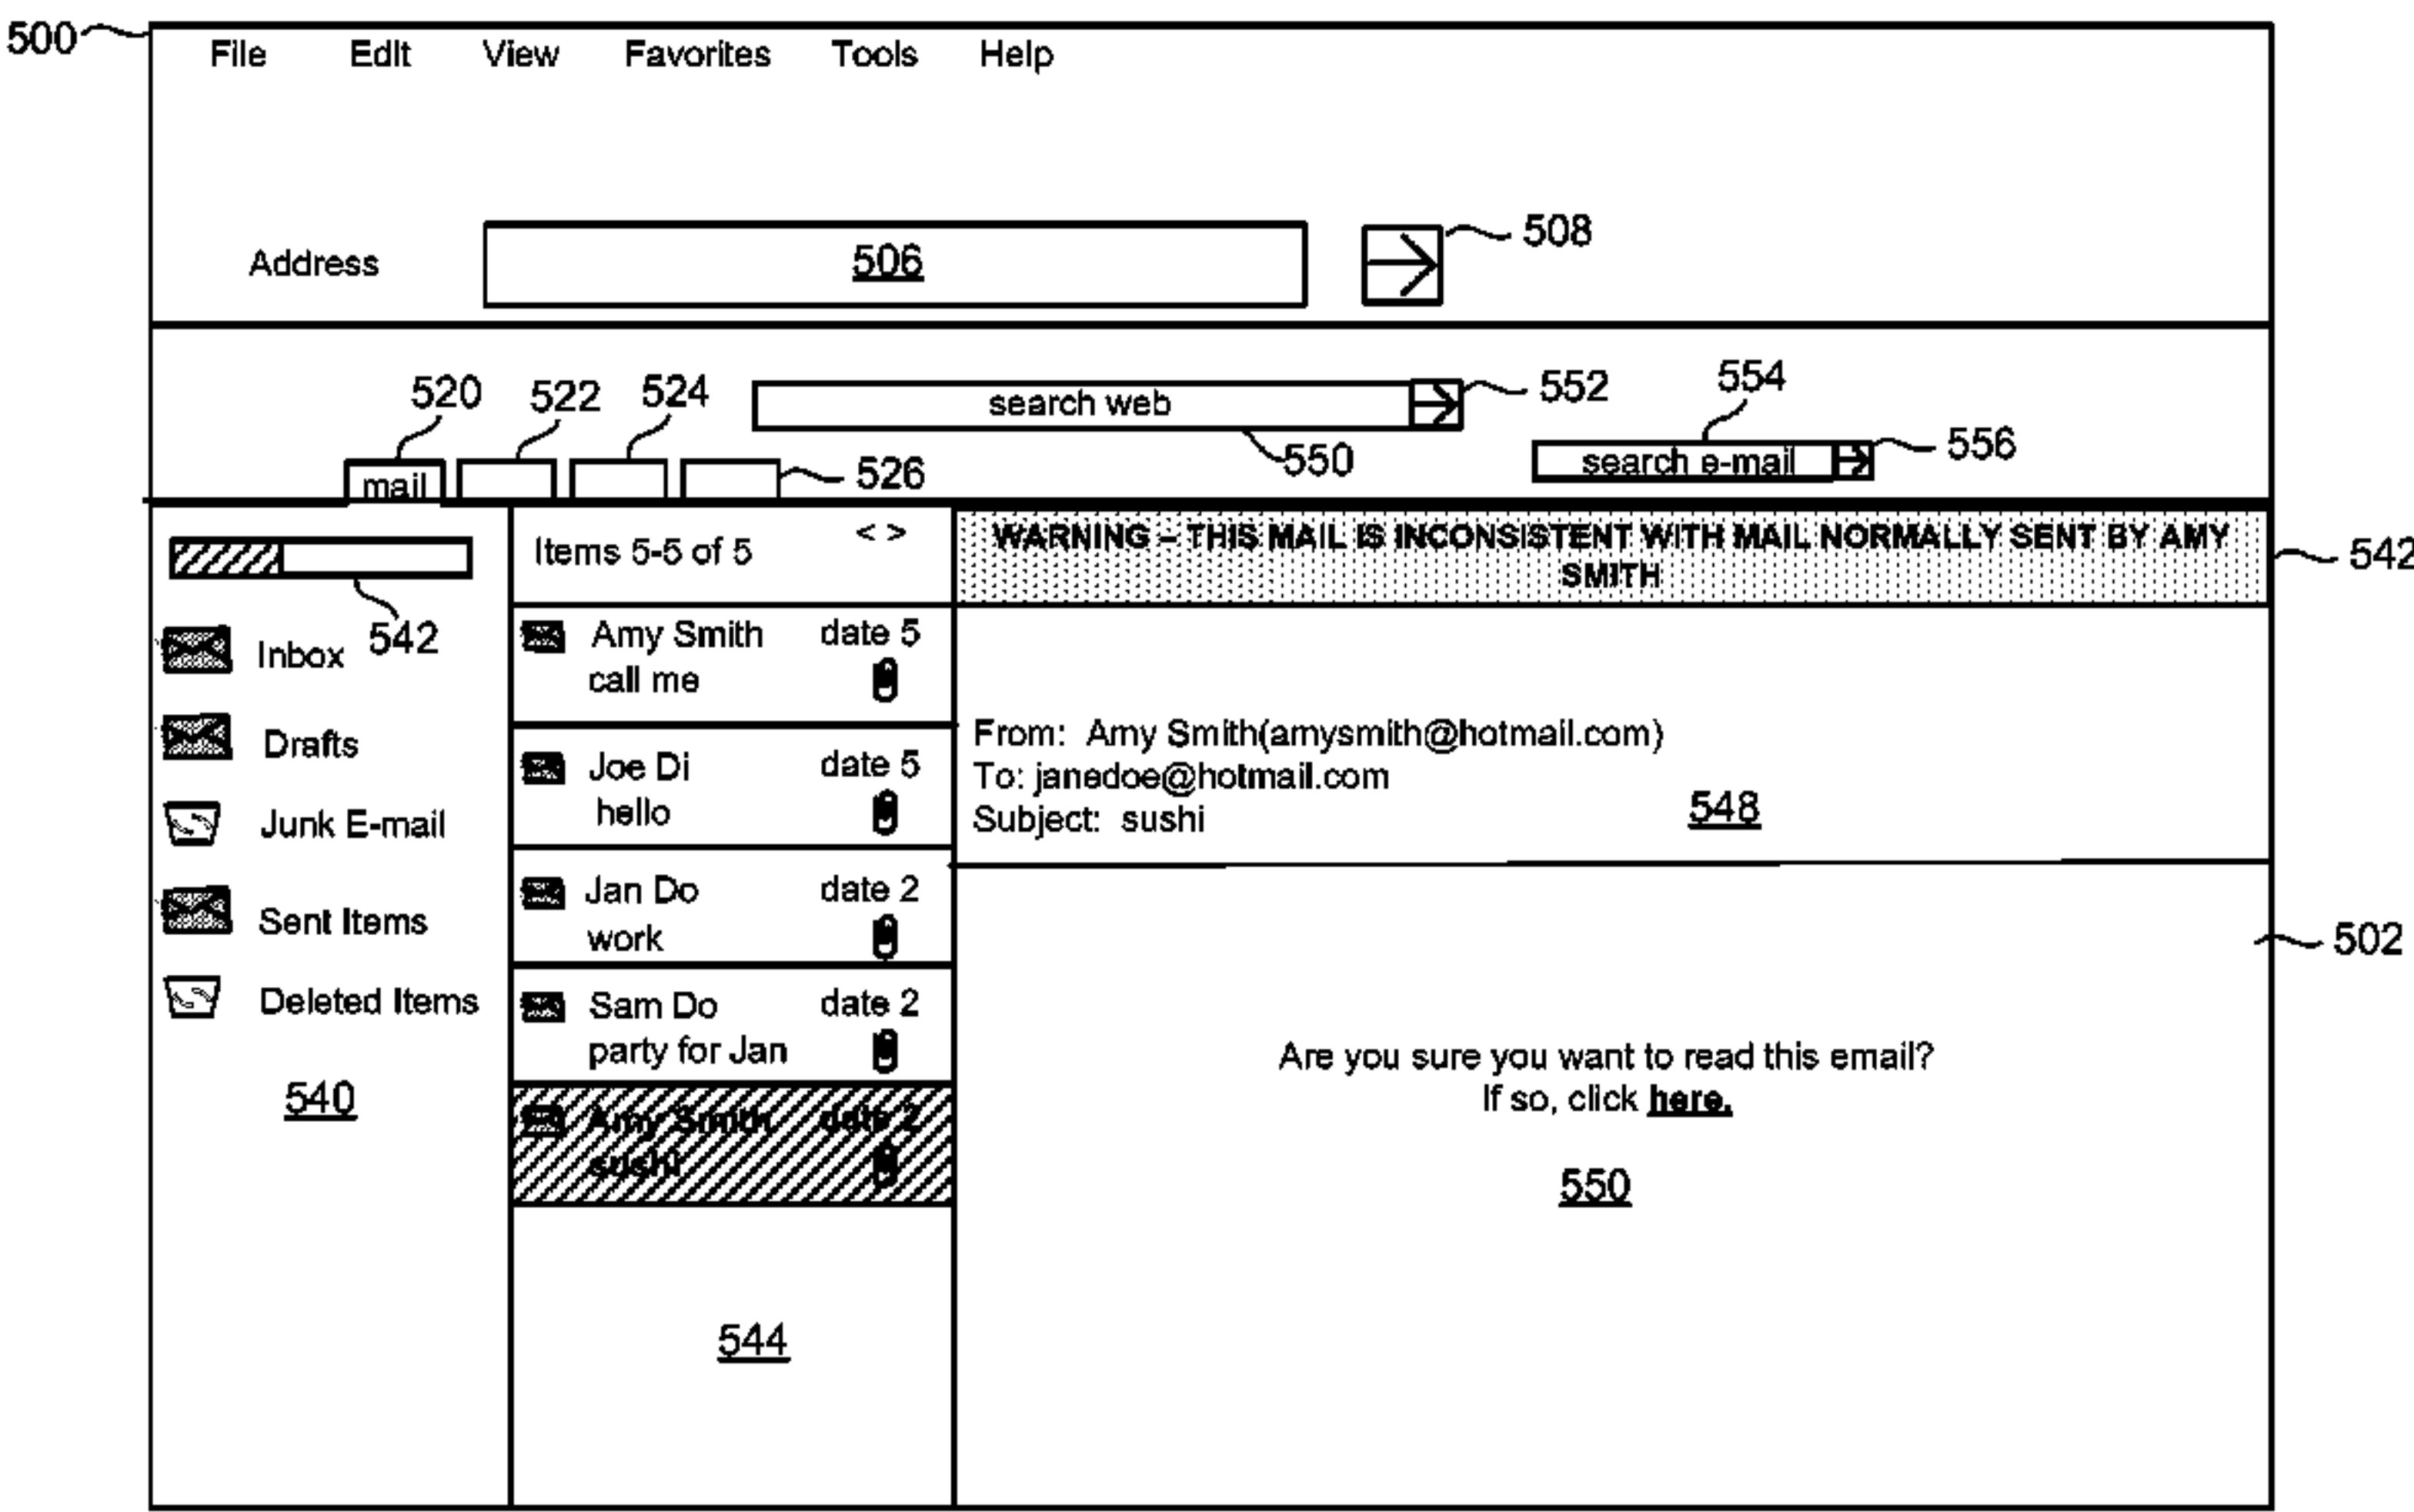 500
File Edit View Favorites Tools Help
Address 506 508
520 522 524 search web 552 554
550 search e-mail 556
mail 526
Items 5-5 of 5 < >
WARNING – THIS MAIL IS INCONSISTENT WITH MAIL NORMALLY SENT BY AMY
SMITH
542
542
Inbox
Drafts
Junk E-mail
Sent Items
Deleted Items
540
Amy Smith date 5
call me
Joe Di date 5
hello
Jan Do date 2
work
Sam Do date 2
party for Jan
Amy Smith date 2
sushi
544
From: Amy Smith(amysmith@hotmail.com)
To: janedoe@hotmail.com
Subject: sushi
548
502
Are you sure you want to read this email?
If so, click here.
550